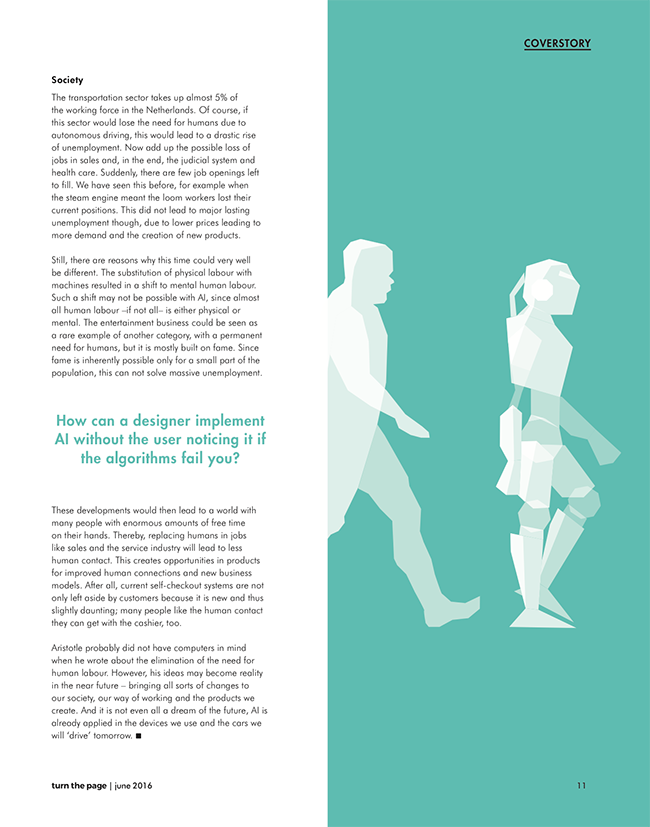 COVERSTORY
Society
The transportation sector takes up almost 5% of
the working force in the Netherlands. Of course, if
this sector would lose the need for humans due to
autonomous driving, this would lead to a drastic rise
of unemployment. Now add up the possible loss of
jobs in sales and, in the end, the judicial system and
health care. Suddenly, there are few job openings left
to fill. We have seen this before, for example when
the steam engine meant the loom workers lost their
current positions. This did not lead to major lasting
unemployment though, due to lower prices leading to
more demand and the creation of new products.
Still, there are reasons why this time could very well
be different. The substitution of physical labour with
machines resulted in a shift to mental human labour.
Such a shift may not be possible with AI, since almost
all human labour –if not all– is either physical or
mental. The entertainment business could be seen as
a rare example of another category, with a permanent
need for humans, but it is mostly built on fame. Since
fame is inherently possible only for a small part of the
population, this can not solve massive unemployment.
How can a designer implement
AI without the user noticing it if
the algorithms fail you?
These developments would then lead to a world with
many people with enormous amounts of free time
on their hands. Thereby, replacing humans in jobs
like sales and the service industry will lead to less
human contact. This creates opportunities in products
for improved human connections and new business
models. After all, current self-checkout systems are not
only left aside by customers because it is new and thus
slightly daunting; many people like the human contact
they can get with the cashier, too.
Aristotle probably did not have computers in mind
when he wrote about the elimination of the need for
human labour. However, his ideas may become reality
in the near future – bringing all sorts of changes to
our society, our way of working and the products we
create. And it is not even all a dream of the future, AI is
already applied in the devices we use and the cars we
will ‘drive’ tomorrow. ■
turn the page | june 2016
11